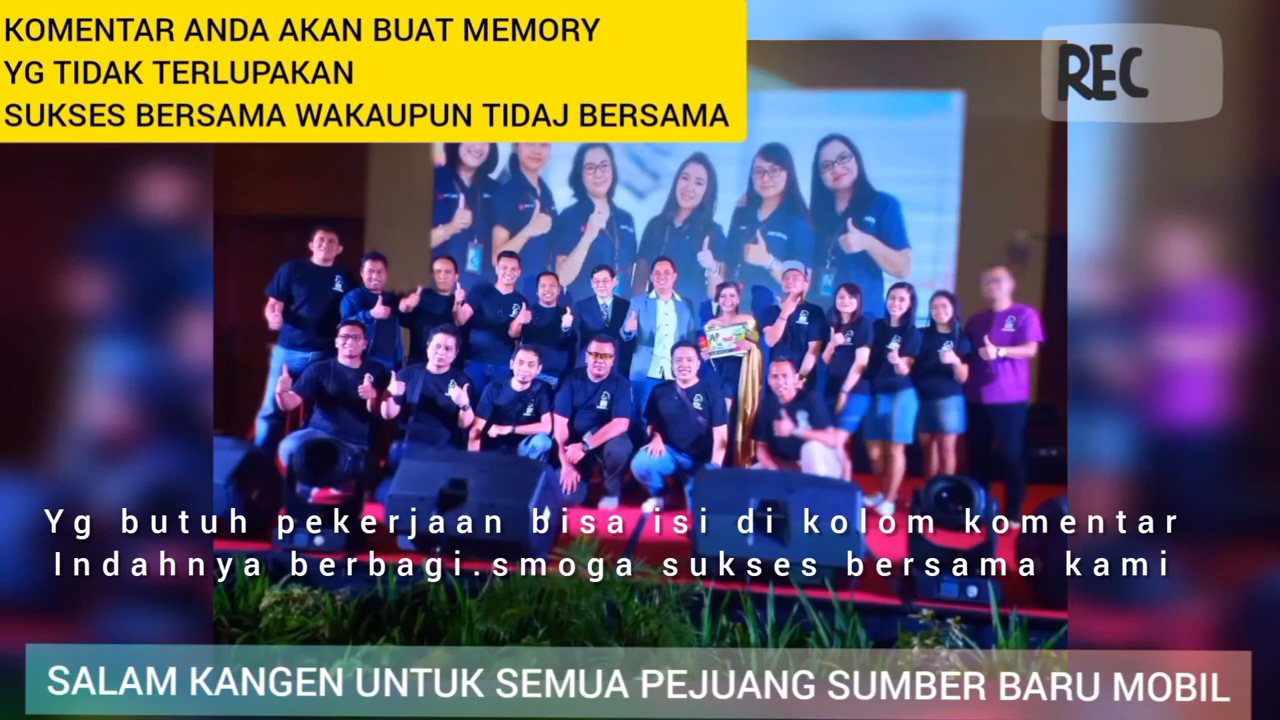 KOMENTAR ANDA AKAN BUAT MEMORY
YG TIDAK TERLUPAKAN
SUKSES BERSAMA WAKAUPUN TIDAJ BERSAMA
REC
Yg butuh pekerjaan bisa isi di kolom komentar
Indahnya berbagi.smoga sukses bersama kami
SALAM KANGEN UNTUK SEMUA PEJUANG SUMBER BARU MOBIL